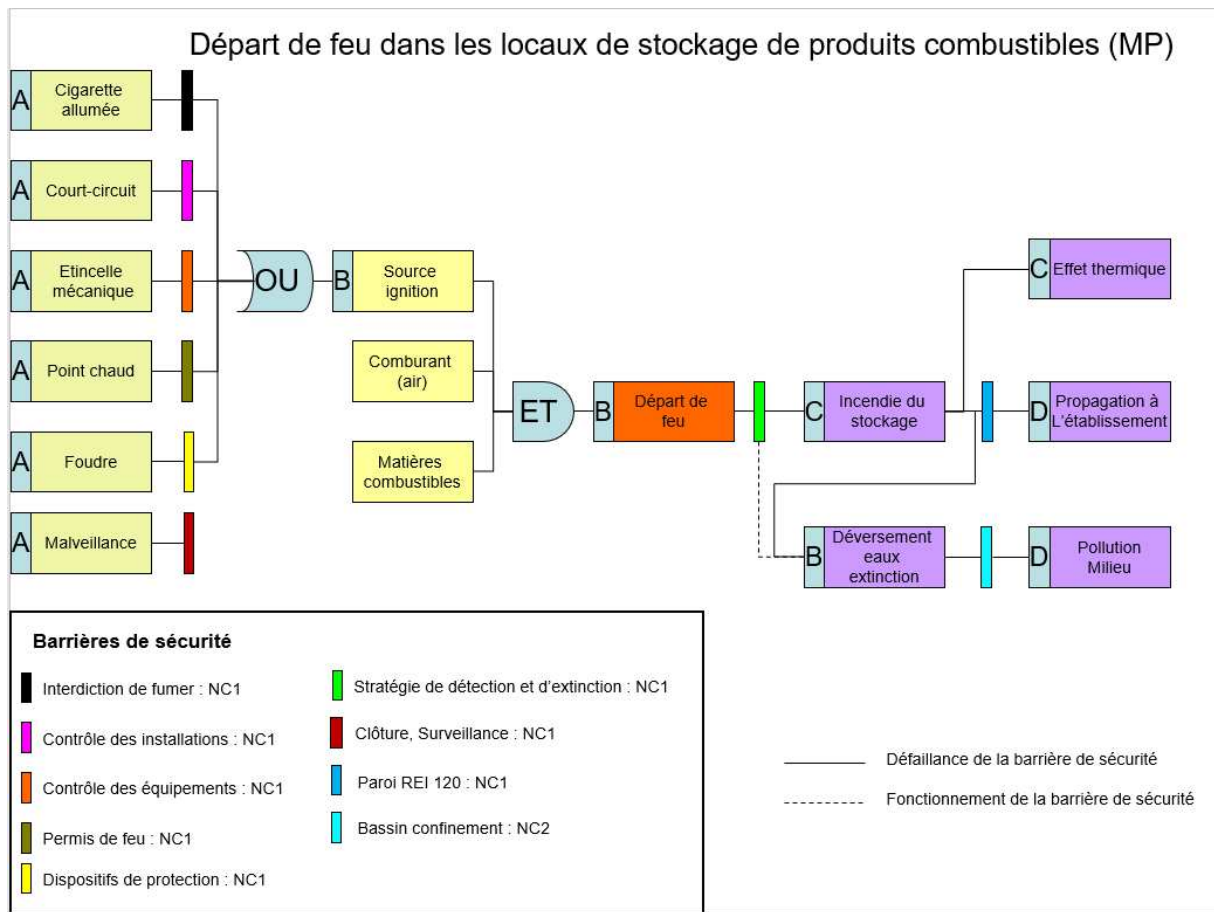 Départ de feu dans les locaux de stockage de produits combustibles (MP)
A
Cigarette
allumée
A
Court-circuit
A
Etincelle
mécanique
OU
B
Source
ignition
C
Effet thermique
A
Point chaud
Comburant
(air)
ET
B
Départ de
feu
C
Incendie du
stockage
D
Propagation à
L'établissement
A
Foudre
Matières
combustibles
A
Malveillance
B
Déversement
eaux
extinction
D
Pollution
Milieu
Barrières de sécurité
Interdiction de fumer : NC1
Contrôle des installations : NC1
Contrôle des équipements : NC1
Permis de feu : NC1
Dispositifs de protection : NC1
Stratégie de détection et d'extinction : NC1
Clôture, Surveillance : NC1
Paroi REI 120 : NC1
Bassin confinement : NC2
Défaillance de la barrière de sécurité
Fonctionnement de la barrière de sécurité